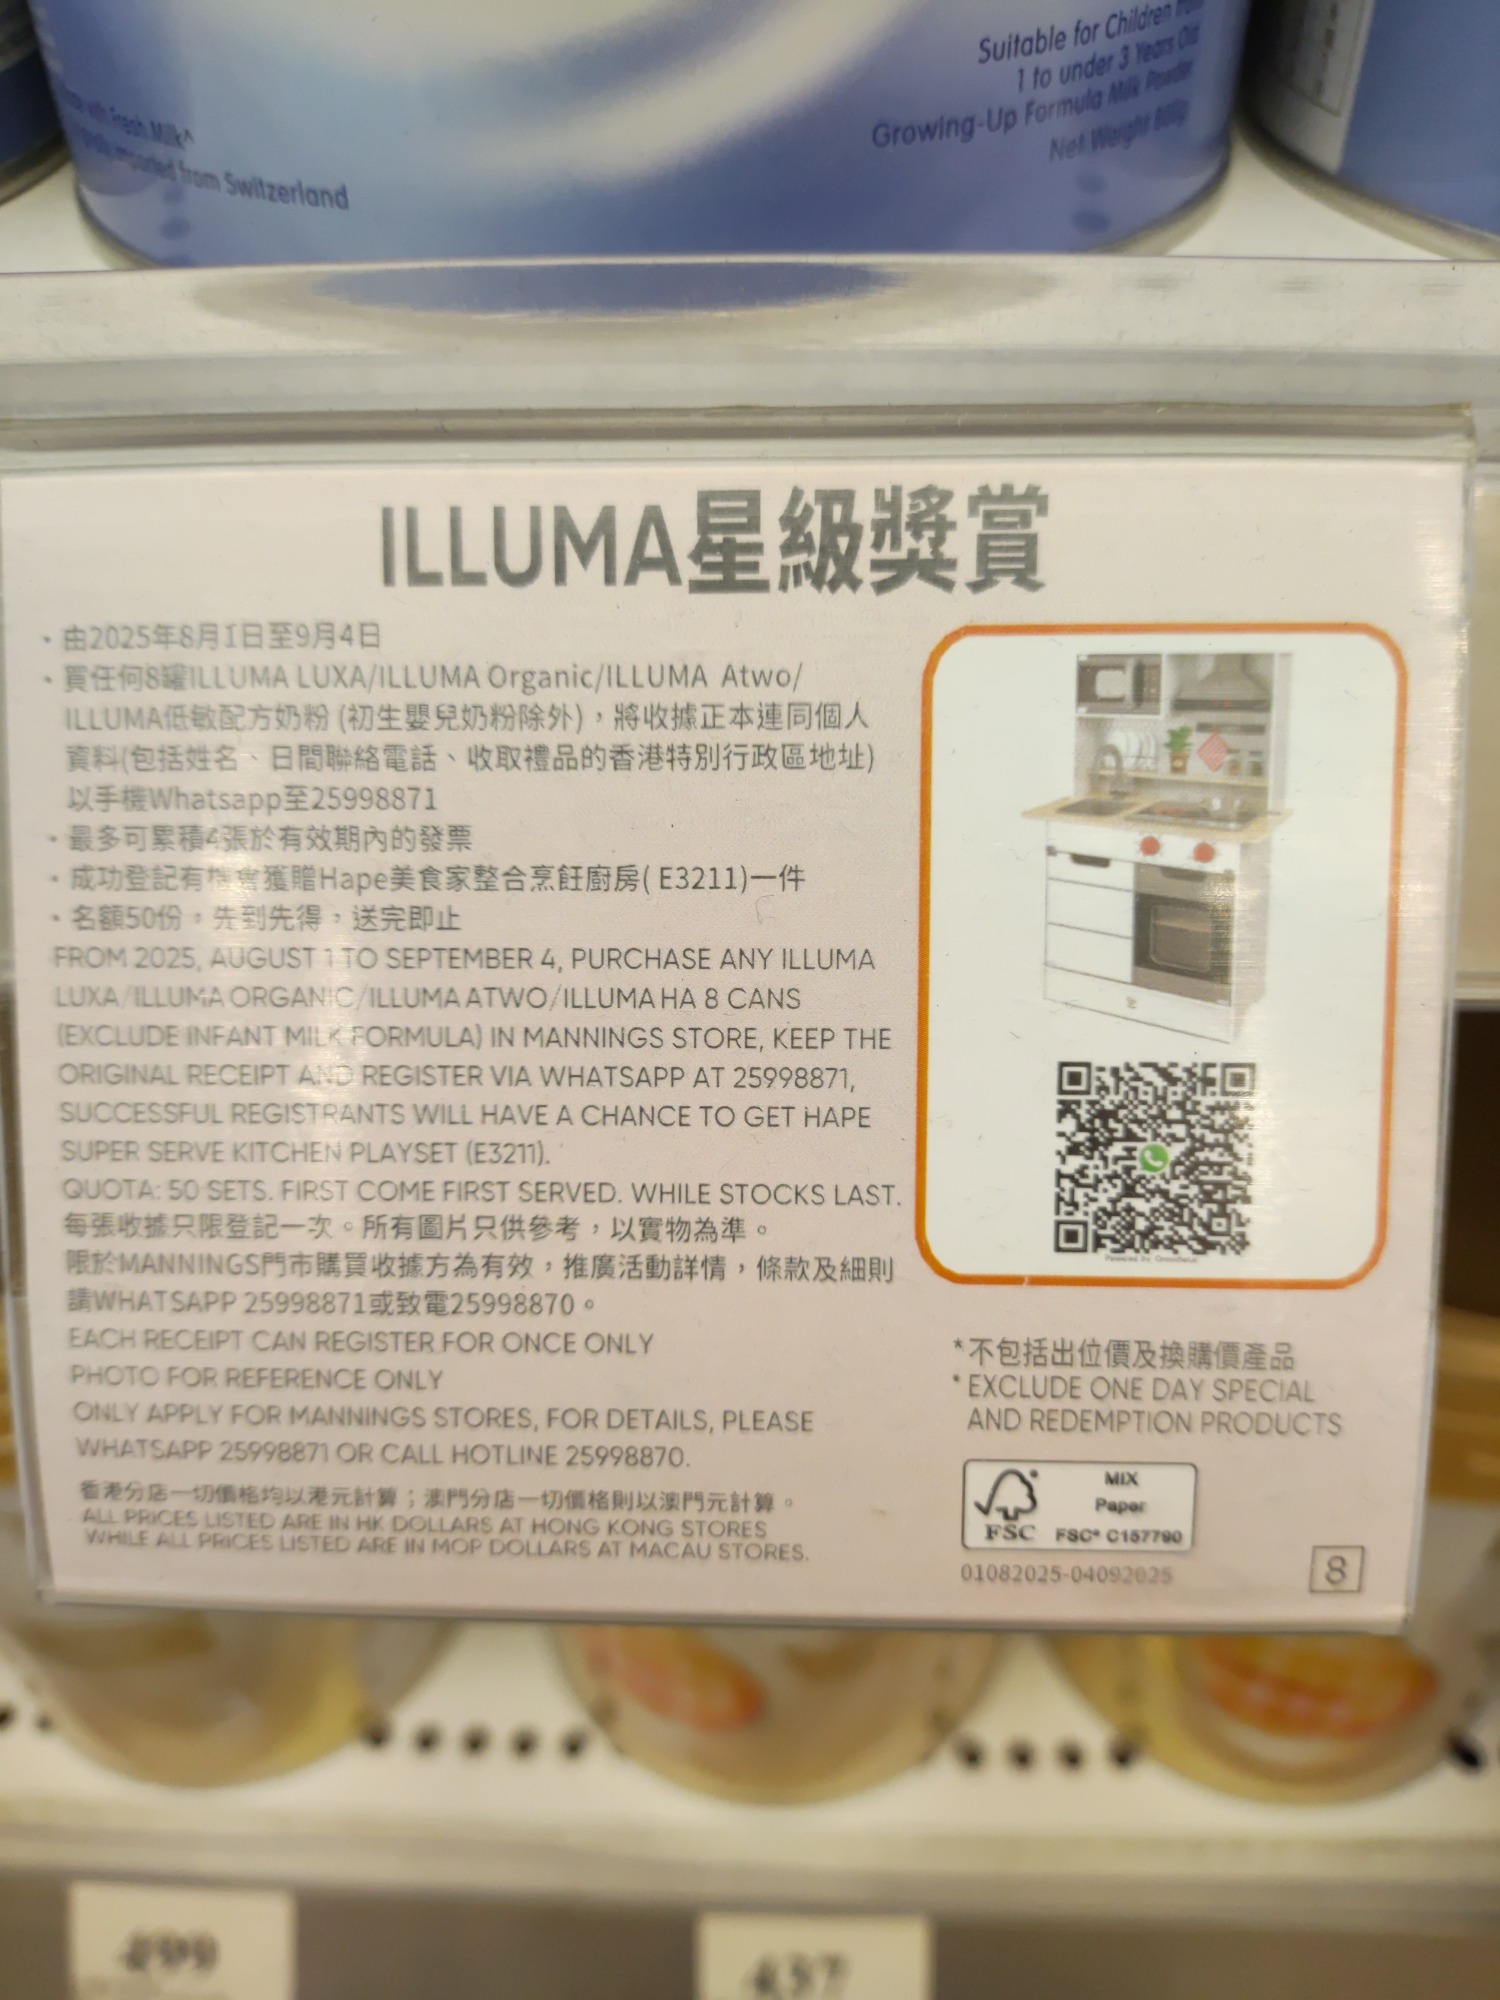 Suitable for Children from
1 to under 3 Years Old
Growing-Up Formula Milk Powder
Net Weight
with Fresh Milk^
imported from Switzerland
ILLUMA星級獎賞
· 由2025年8月1日至9月4日
· 買任何8罐ILLUMA LUXA/ILLUMA Organic/ILLUMA Atwo/
ILLUMA低敏配方奶粉 (初生嬰兒奶粉除外)，將收據正本連同個人
資料(包括姓名、日間聯絡電話、收取禮品的香港特別行政區地址)
以手機Whatsapp至25998871
· 最多可累積4張於有效期內的發票
· 成功登記有機會獲贈Hape美食家整合烹飪廚房( E3211)一件
· 名額50份。先到先得，送完即止
FROM 2025, AUGUST 1 TO SEPTEMBER 4, PURCHASE ANY ILLUMA
LUXA/ILLUMA ORGANIC/ILLUMA ATWO/ILLUMA HA 8 CANS
(EXCLUDE INFANT MILK FORMULA) IN MANNINGS STORE, KEEP THE
ORIGINAL RECEIPT AND REGISTER VIA WHATSAPP AT 25998871,
SUCCESSFUL REGISTRANTS WILL HAVE A CHANCE TO GET HAPE
SUPER SERVE KITCHEN PLAYSET (E3211).
QUOTA: 50 SETS. FIRST COME FIRST SERVED. WHILE STOCKS LAST.
每張收據只限登記一次。所有圖片只供參考，以實物為準。
限於MANNINGS門市購買收據方為有效，推廣活動詳情，條款及細則
請WHATSAPP 25998871或致電25998870。
EACH RECEIPT CAN REGISTER FOR ONCE ONLY
PHOTO FOR REFERENCE ONLY
ONLY APPLY FOR MANNINGS STORES, FOR DETAILS, PLEASE
WHATSAPP 25998871 OR CALL HOTLINE 25998870.
香港分店一切價格均以港元計算；澳門分店一切價格則以澳門元計算。
ALL PRICES LISTED ARE IN HK DOLLARS AT HONG KONG STORES
WHILE ALL PRICES LISTED ARE IN MOP DOLLARS AT MACAU STORES.
*不包括出位價及換購價產品
*EXCLUDE ONE DAY SPECIAL
AND REDEMPTION PRODUCTS
FSC
MIX
Paper
FSC® C157790
01082025-04092025
8